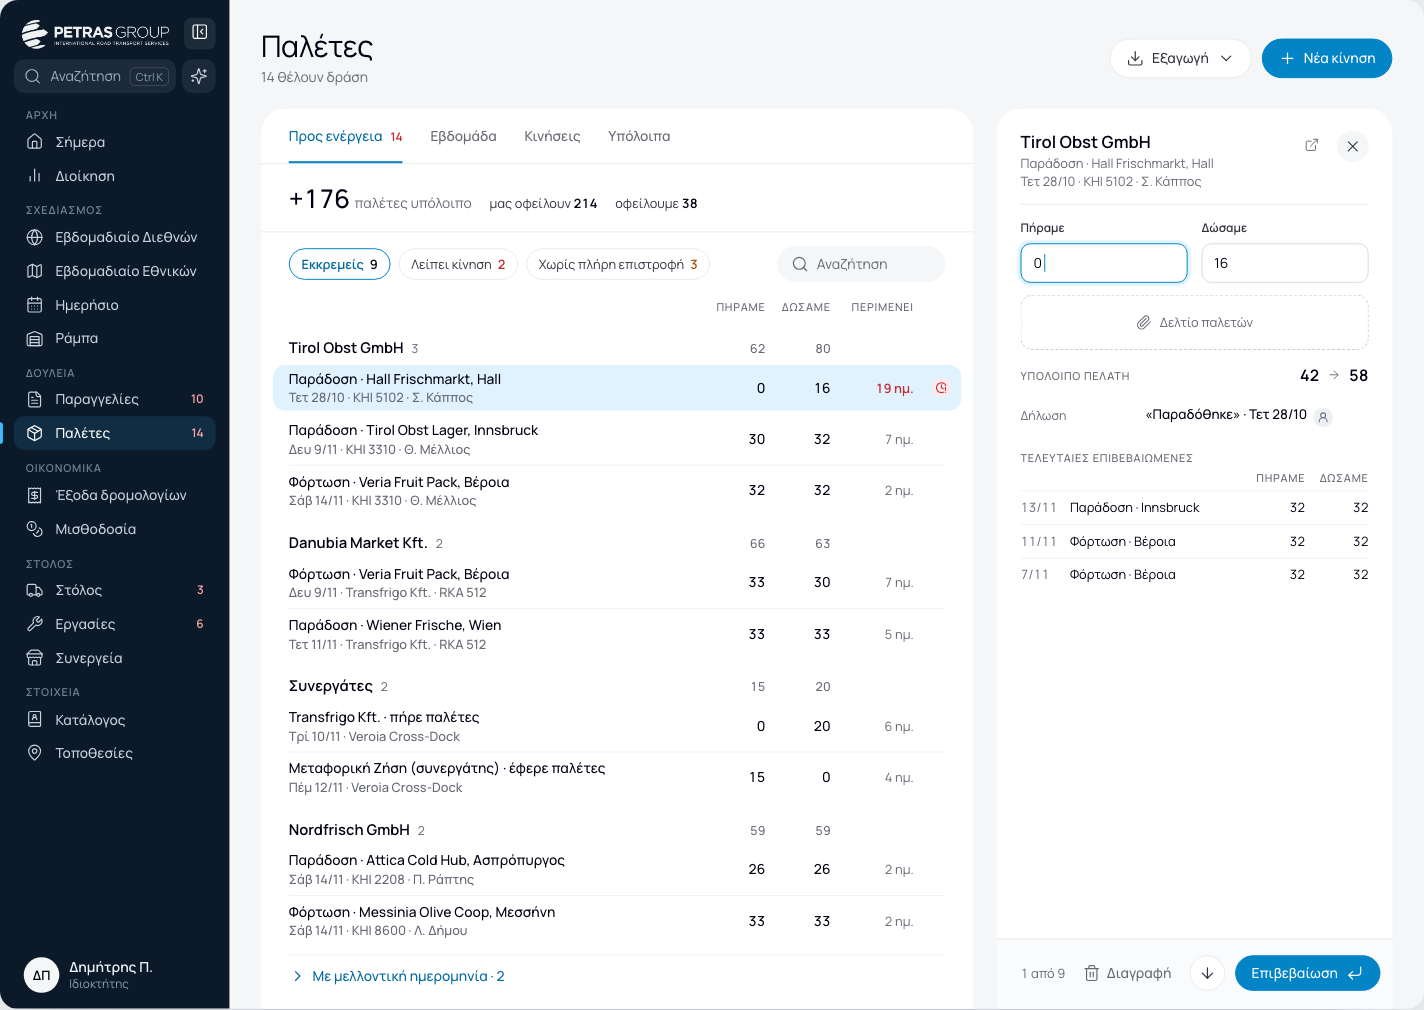 PETRAS GROUP
INTERNATIONAL ROAD TRANSPORT SERVICES
Αναζήτηση Ctrl K
ΑΡΧΗ
Σήμερα
Διοίκηση
ΣΧΕΔΙΑΣΜΟΣ
Εβδομαδιαίο Διεθνών
Εβδομαδιαίο Εθνικών
Ημερήσιο
Ράμπα
ΔΟΥΛΕΙΑ
Παραγγελίες 10
Παλέτες 14
ΟΙΚΟΝΟΜΙΚΑ
Έξοδα δρομολογίων
Μισθοδοσία
ΣΤΟΛΟΣ
Στόλος 3
Εργασίες 6
Συνεργεία
ΣΤΟΙΧΕΙΑ
Κατάλογος
Τοποθεσίες
ΔΠ
Δημήτρης Π.
Ιδιοκτήτης
Παλέτες
14 θέλουν δράση
Εξαγωγή
Νέα κίνηση
Προς ενέργεια 14 Εβδομάδα Κινήσεις Υπόλοιπα
+176 παλέτες υπόλοιπο μας οφείλουν 214 οφείλουμε 38
Εκκρεμείς 9 Λείπει κίνηση 2 Χωρίς πλήρη επιστροφή 3 Αναζήτηση
ΠΗΡΑΜΕ ΔΩΣΑΜΕ ΠΕΡΙΜΕΝΕΙ
Tirol Obst GmbH 3 62 80
Παράδοση · Hall Frischmarkt, Hall 0 16 19 ημ.
Τετ 28/10 · KHI 5102 · Σ. Κάππος
Παράδοση · Tirol Obst Lager, Innsbruck 30 32 7 ημ.
Δευ 9/11 · KHI 3310 · Θ. Μέλλιος
Φόρτωση · Veria Fruit Pack, Βέροια 32 32 2 ημ.
Σάβ 14/11 · KHI 3310 · Θ. Μέλλιος
Danubia Market Kft. 2 66 63
Φόρτωση · Veria Fruit Pack, Βέροια 33 30 7 ημ.
Δευ 9/11 · Transfrigo Kft. · RKA 512
Παράδοση · Wiener Frische, Wien 33 33 5 ημ.
Τετ 11/11 · Transfrigo Kft. · RKA 512
Συνεργάτες 2 15 20
Transfrigo Kft. · πήρε παλέτες 0 20 6 ημ.
Τρί 10/11 · Veroia Cross-Dock
Μεταφορική Ζήση (συνεργάτης) · έφερε παλέτες 15 0 4 ημ.
Πέμ 12/11 · Veroia Cross-Dock
Nordfrisch GmbH 2 59 59
Παράδοση · Attica Cold Hub, Ασπρόπυργος 26 26 2 ημ.
Σάβ 14/11 · KHI 2208 · Π. Ράπτης
Φόρτωση · Messinia Olive Coop, Μεσσήνη 33 33 2 ημ.
Σάβ 14/11 · KHI 8600 · Λ. Δήμου
Με μελλοντική ημερομηνία · 2
Tirol Obst GmbH
Παράδοση · Hall Frischmarkt, Hall
Τετ 28/10 · KHI 5102 · Σ. Κάππος
Πήραμε Δώσαμε
0 16
Δελτίο παλετών
ΥΠΟΛΟΙΠΟ ΠΕΛΑΤΗ 42 → 58
Δήλωση «Παραδόθηκε» · Τετ 28/10
ΤΕΛΕΥΤΑΙΕΣ ΕΠΙΒΕΒΑΙΩΜΕΝΕΣ
ΠΗΡΑΜΕ ΔΩΣΑΜΕ
13/11 Παράδοση · Innsbruck 32 32
11/11 Φόρτωση · Βέροια 32 32
7/11 Φόρτωση · Βέροια 32 32
1 από 9 Διαγραφή Επιβεβαίωση